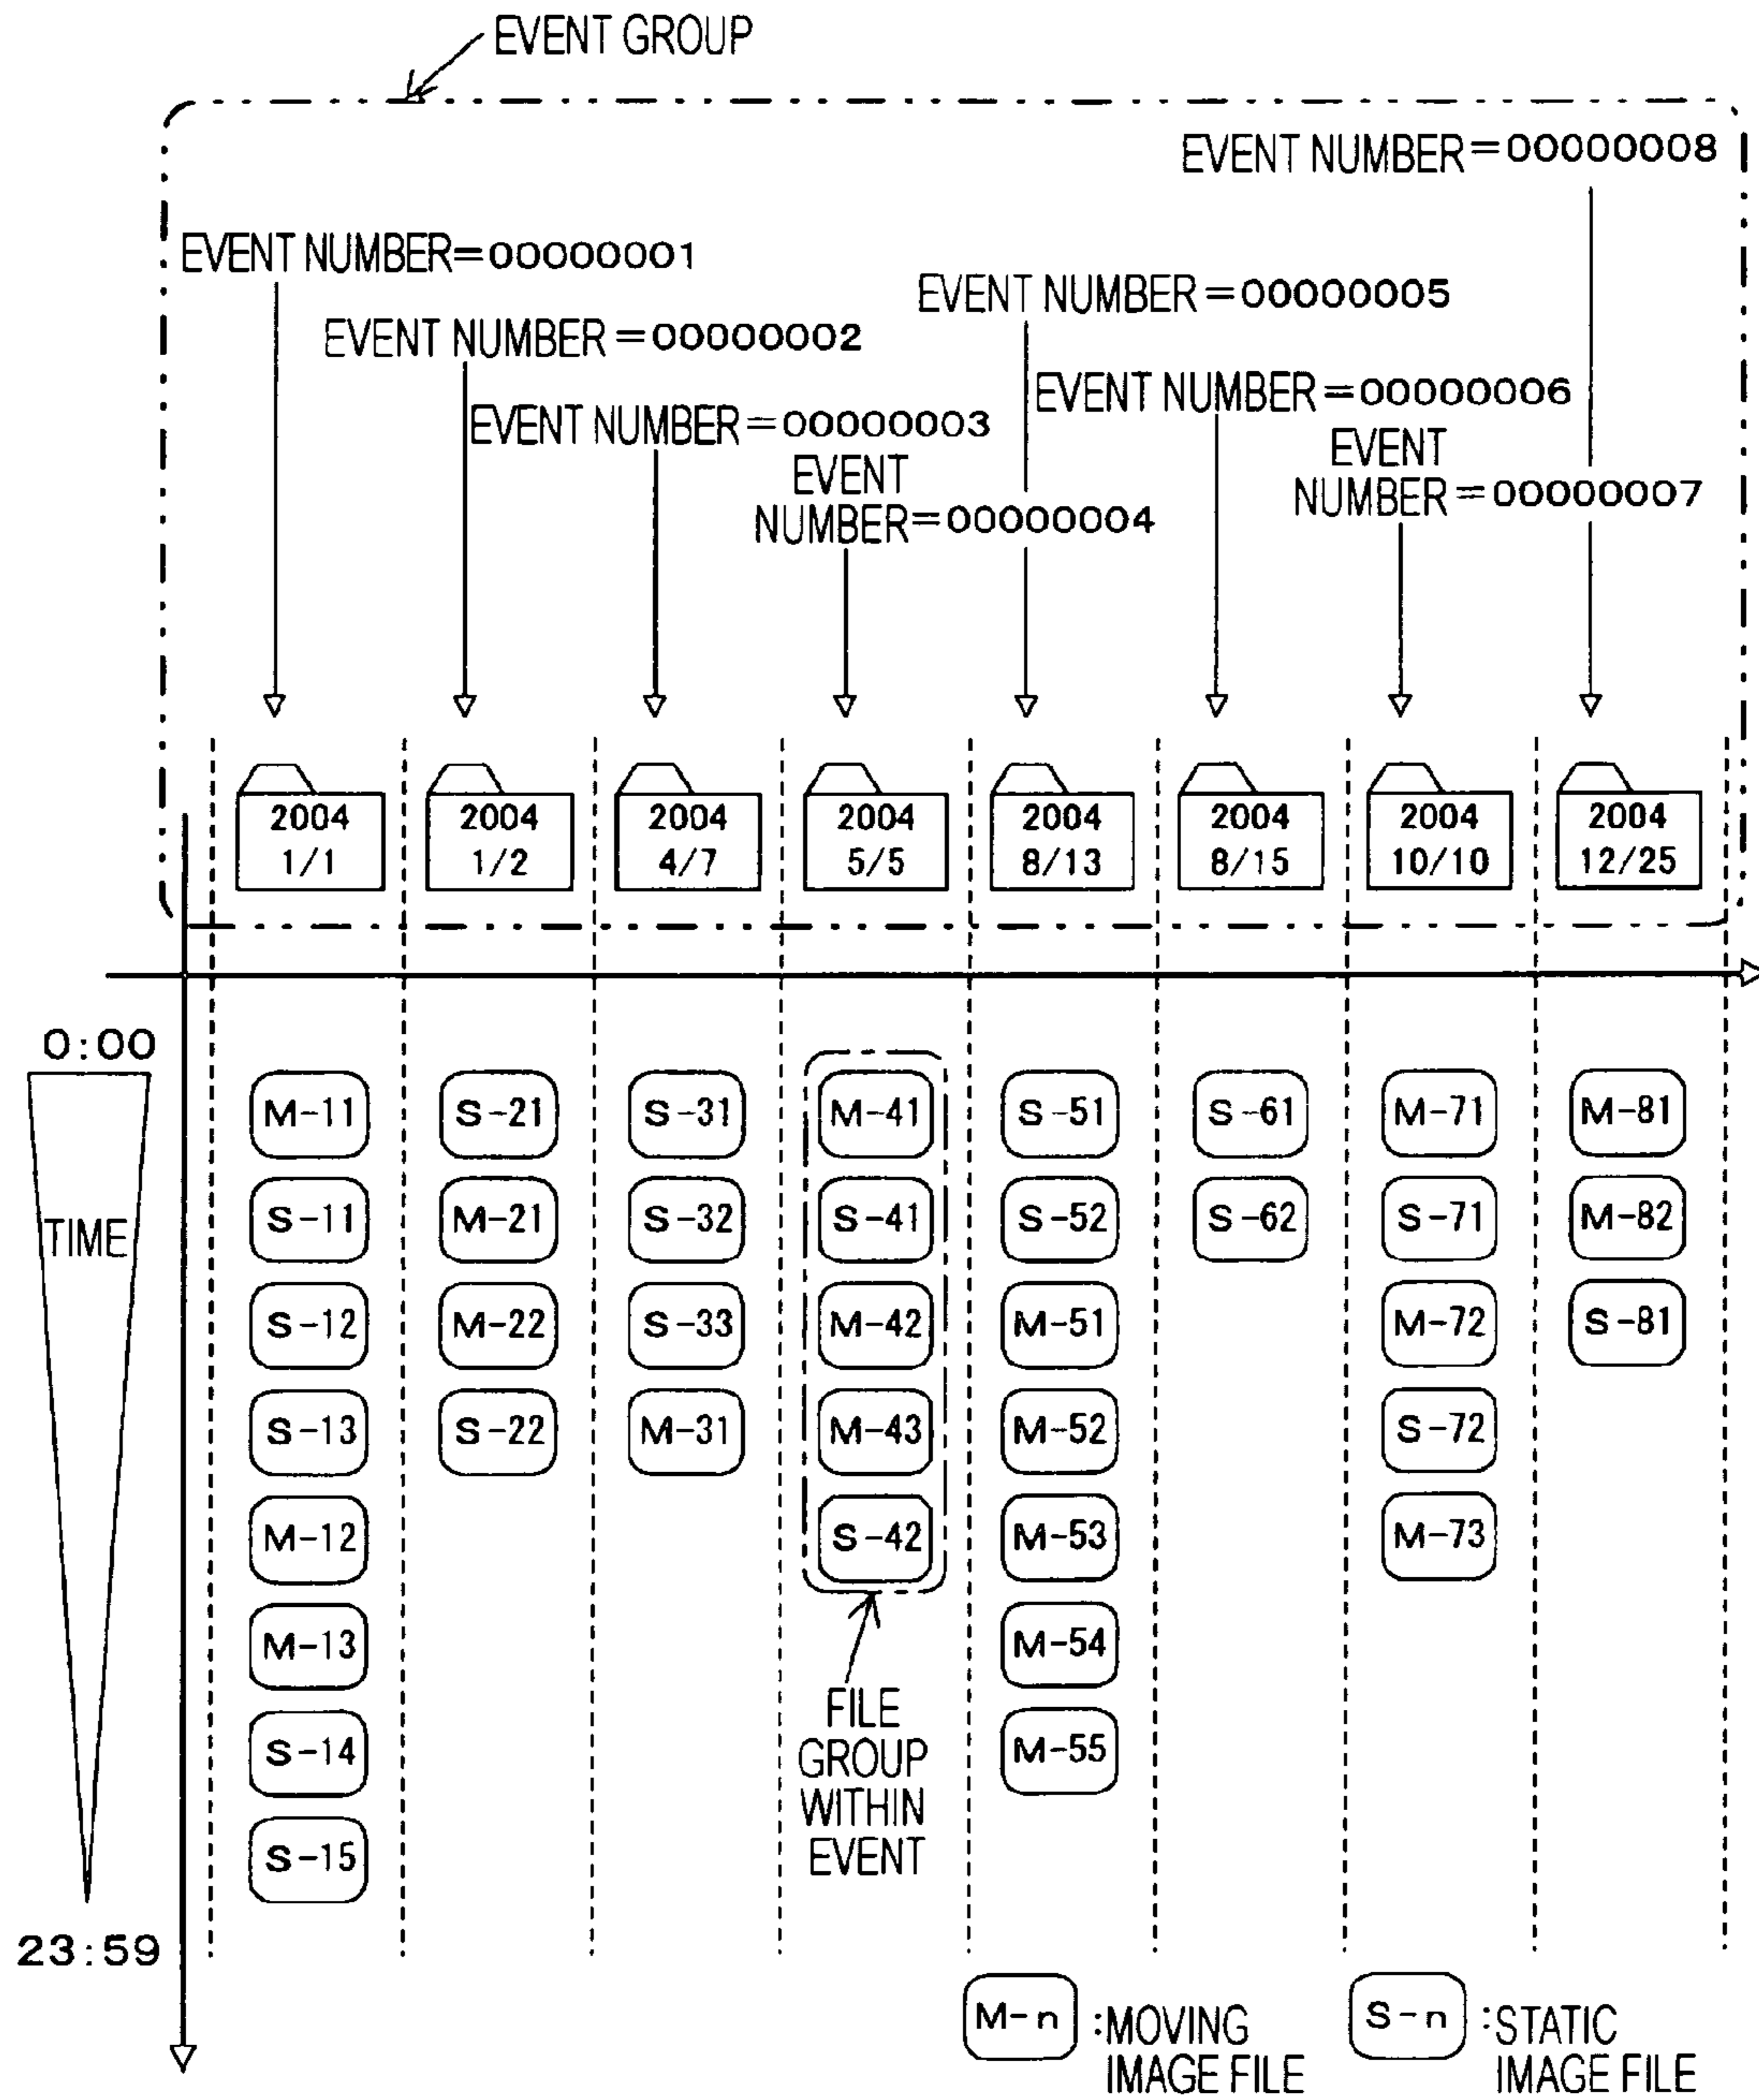 EVENT GROUP
EVENT NUMBER=00000008
EVENT NUMBER=00000001
EVENT NUMBER=00000005
EVENT NUMBER=00000002
EVENT NUMBER=00000006
EVENT NUMBER=00000003
EVENT
NUMBER=00000007
EVENT
NUMBER=00000004
2004 2004 2004 2004 2004 2004 2004 2004
1/1 1/2 4/7 5/5 8/13 8/15 10/10 12/25
0:00
M-11 S-21 S-31 M-41 S-51 S-61 M-71 M-81
TIME
S-11 M-21 S-32 S-41 S-52 S-62 S-71 M-82
S-12 M-22 S-33 M-42 M-51 M-72 S-81
S-13 S-22 M-31 M-43 M-52 S-72
M-12 S-42 M-53 M-73
M-13 M-54
S-14 M-55
S-15
FILE
GROUP
WITHIN
EVENT
23:59
M-n :MOVING
IMAGE FILE
S-n :STATIC
IMAGE FILE